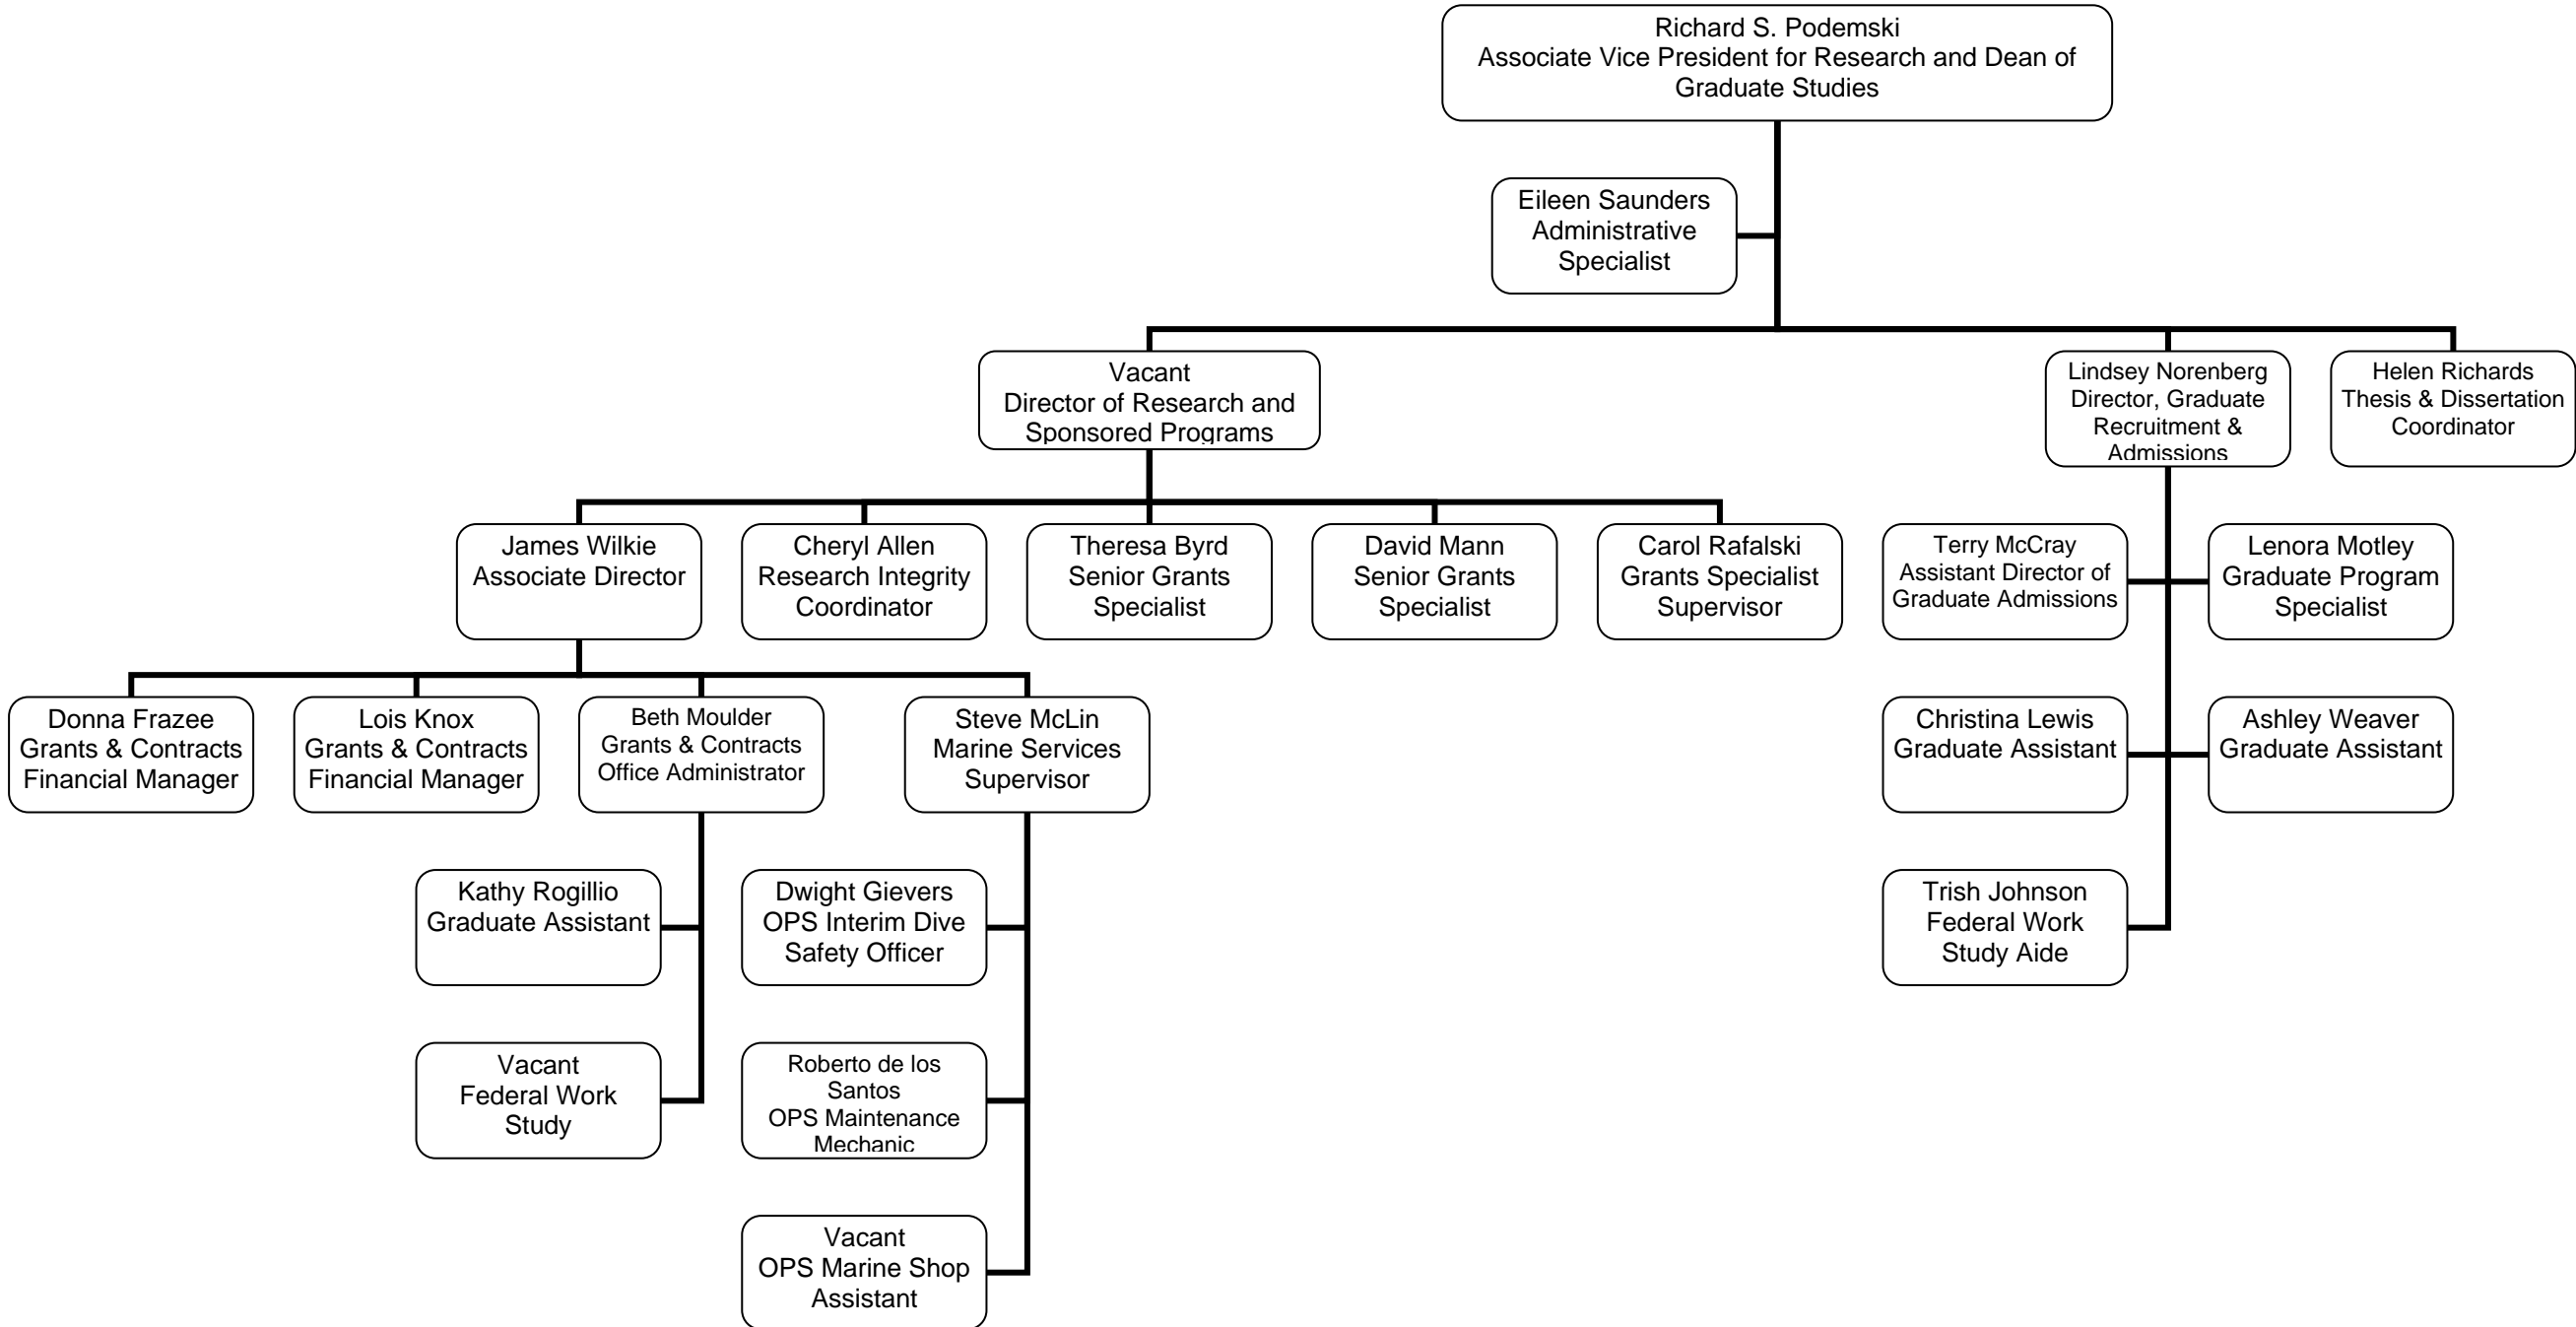 Richard S. Podemski
Associate Vice President for Research and Dean of
Graduate Studies
Eileen Saunders
Administrative
Specialist
Vacant
Director of Research and
Sponsored Programs
Lindsey Norenberg
Director, Graduate
Recruitment &
Admissions
Helen Richards
Thesis & Dissertation
Coordinator
James Wilkie
Associate Director
Cheryl Allen
Research Integrity
Coordinator
Theresa Byrd
Senior Grants
Specialist
David Mann
Senior Grants
Specialist
Carol Rafalski
Grants Specialist
Supervisor
Terry McCray
Assistant Director of
Graduate Admissions
Lenora Motley
Graduate Program
Specialist
Donna Frazee
Grants & Contracts
Financial Manager
Lois Knox
Grants & Contracts
Financial Manager
Beth Moulder
Grants & Contracts
Office Administrator
Steve McLin
Marine Services
Supervisor
Christina Lewis
Graduate Assistant
Ashley Weaver
Graduate Assistant
Kathy Rogillio
Graduate Assistant
Dwight Gievers
OPS Interim Dive
Safety Officer
Trish Johnson
Federal Work
Study Aide
Vacant
Federal Work
Study
Roberto de los
Santos
OPS Maintenance
Mechanic
Vacant
OPS Marine Shop
Assistant